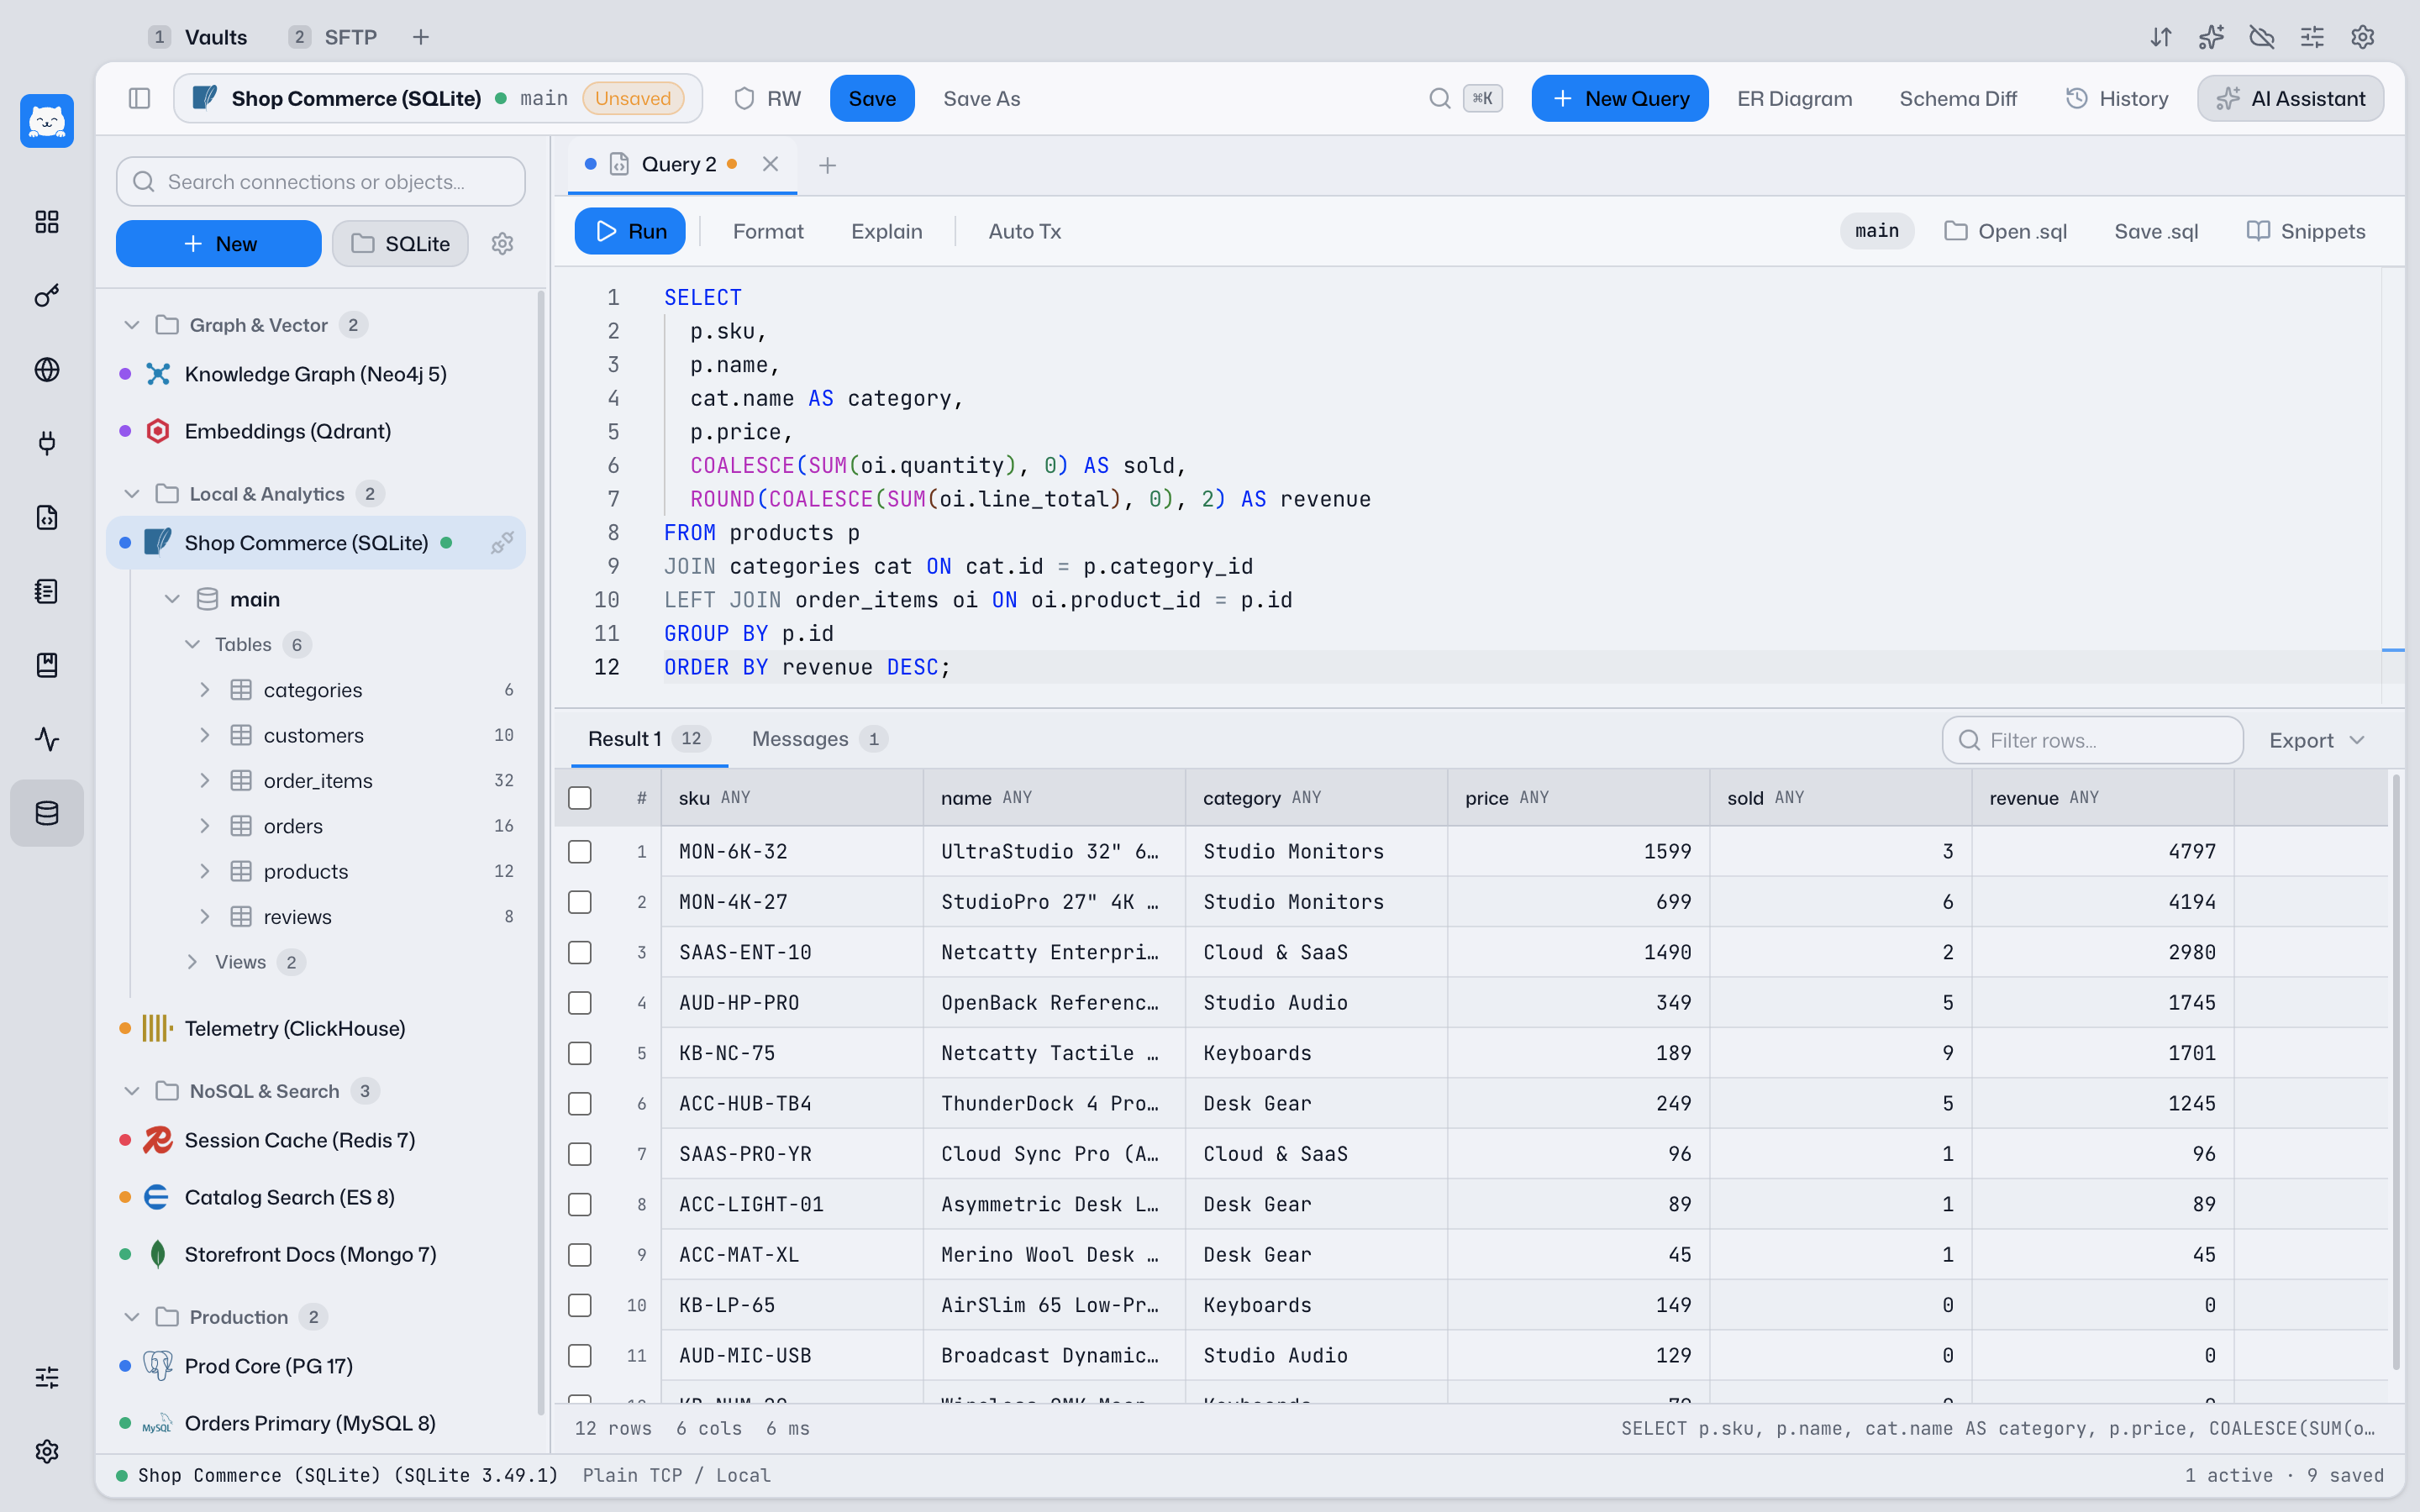 1 Vaults 2 SFTP
Shop Commerce (SQLite) main Unsaved RW Save Save As ⌘K New Query ER Diagram Schema Diff History AI Assistant
Search connections or objects...
New SQLite
Graph & Vector 2
Knowledge Graph (Neo4j 5)
Embeddings (Qdrant)
Local & Analytics 2
Shop Commerce (SQLite)
main
Tables 6
categories 6
customers 10
order_items 32
orders 16
products 12
reviews 8
Views 2
Telemetry (ClickHouse)
NoSQL & Search 3
Session Cache (Redis 7)
Catalog Search (ES 8)
Storefront Docs (Mongo 7)
Production 2
Prod Core (PG 17)
MySQL Orders Primary (MySQL 8)
Query 2
Run Format Explain Auto Tx main Open .sql Save .sql Snippets
1 SELECT
2 p.sku,
3 p.name,
4 cat.name AS category,
5 p.price,
6 COALESCE(SUM(oi.quantity), 0) AS sold,
7 ROUND(COALESCE(SUM(oi.line_total), 0), 2) AS revenue
8 FROM products p
9 JOIN categories cat ON cat.id = p.category_id
10 LEFT JOIN order_items oi ON oi.product_id = p.id
11 GROUP BY p.id
12 ORDER BY revenue DESC;
Result 1 12 Messages 1 Filter rows... Export
# sku ANY name ANY category ANY price ANY sold ANY revenue ANY
1 MON-6K-32 UltraStudio 32" 6… Studio Monitors 1599 3 4797
2 MON-4K-27 StudioPro 27" 4K … Studio Monitors 699 6 4194
3 SAAS-ENT-10 Netcatty Enterpri… Cloud & SaaS 1490 2 2980
4 AUD-HP-PRO OpenBack Referenc… Studio Audio 349 5 1745
5 KB-NC-75 Netcatty Tactile … Keyboards 189 9 1701
6 ACC-HUB-TB4 ThunderDock 4 Pro… Desk Gear 249 5 1245
7 SAAS-PRO-YR Cloud Sync Pro (A… Cloud & SaaS 96 1 96
8 ACC-LIGHT-01 Asymmetric Desk L… Desk Gear 89 1 89
9 ACC-MAT-XL Merino Wool Desk … Desk Gear 45 1 45
10 KB-LP-65 AirSlim 65 Low-Pr… Keyboards 149 0 0
11 AUD-MIC-USB Broadcast Dynamic… Studio Audio 129 0 0
12 rows 6 cols 6 ms SELECT p.sku, p.name, cat.name AS category, p.price, COALESCE(SUM(o…
Shop Commerce (SQLite) (SQLite 3.49.1) Plain TCP / Local 1 active · 9 saved